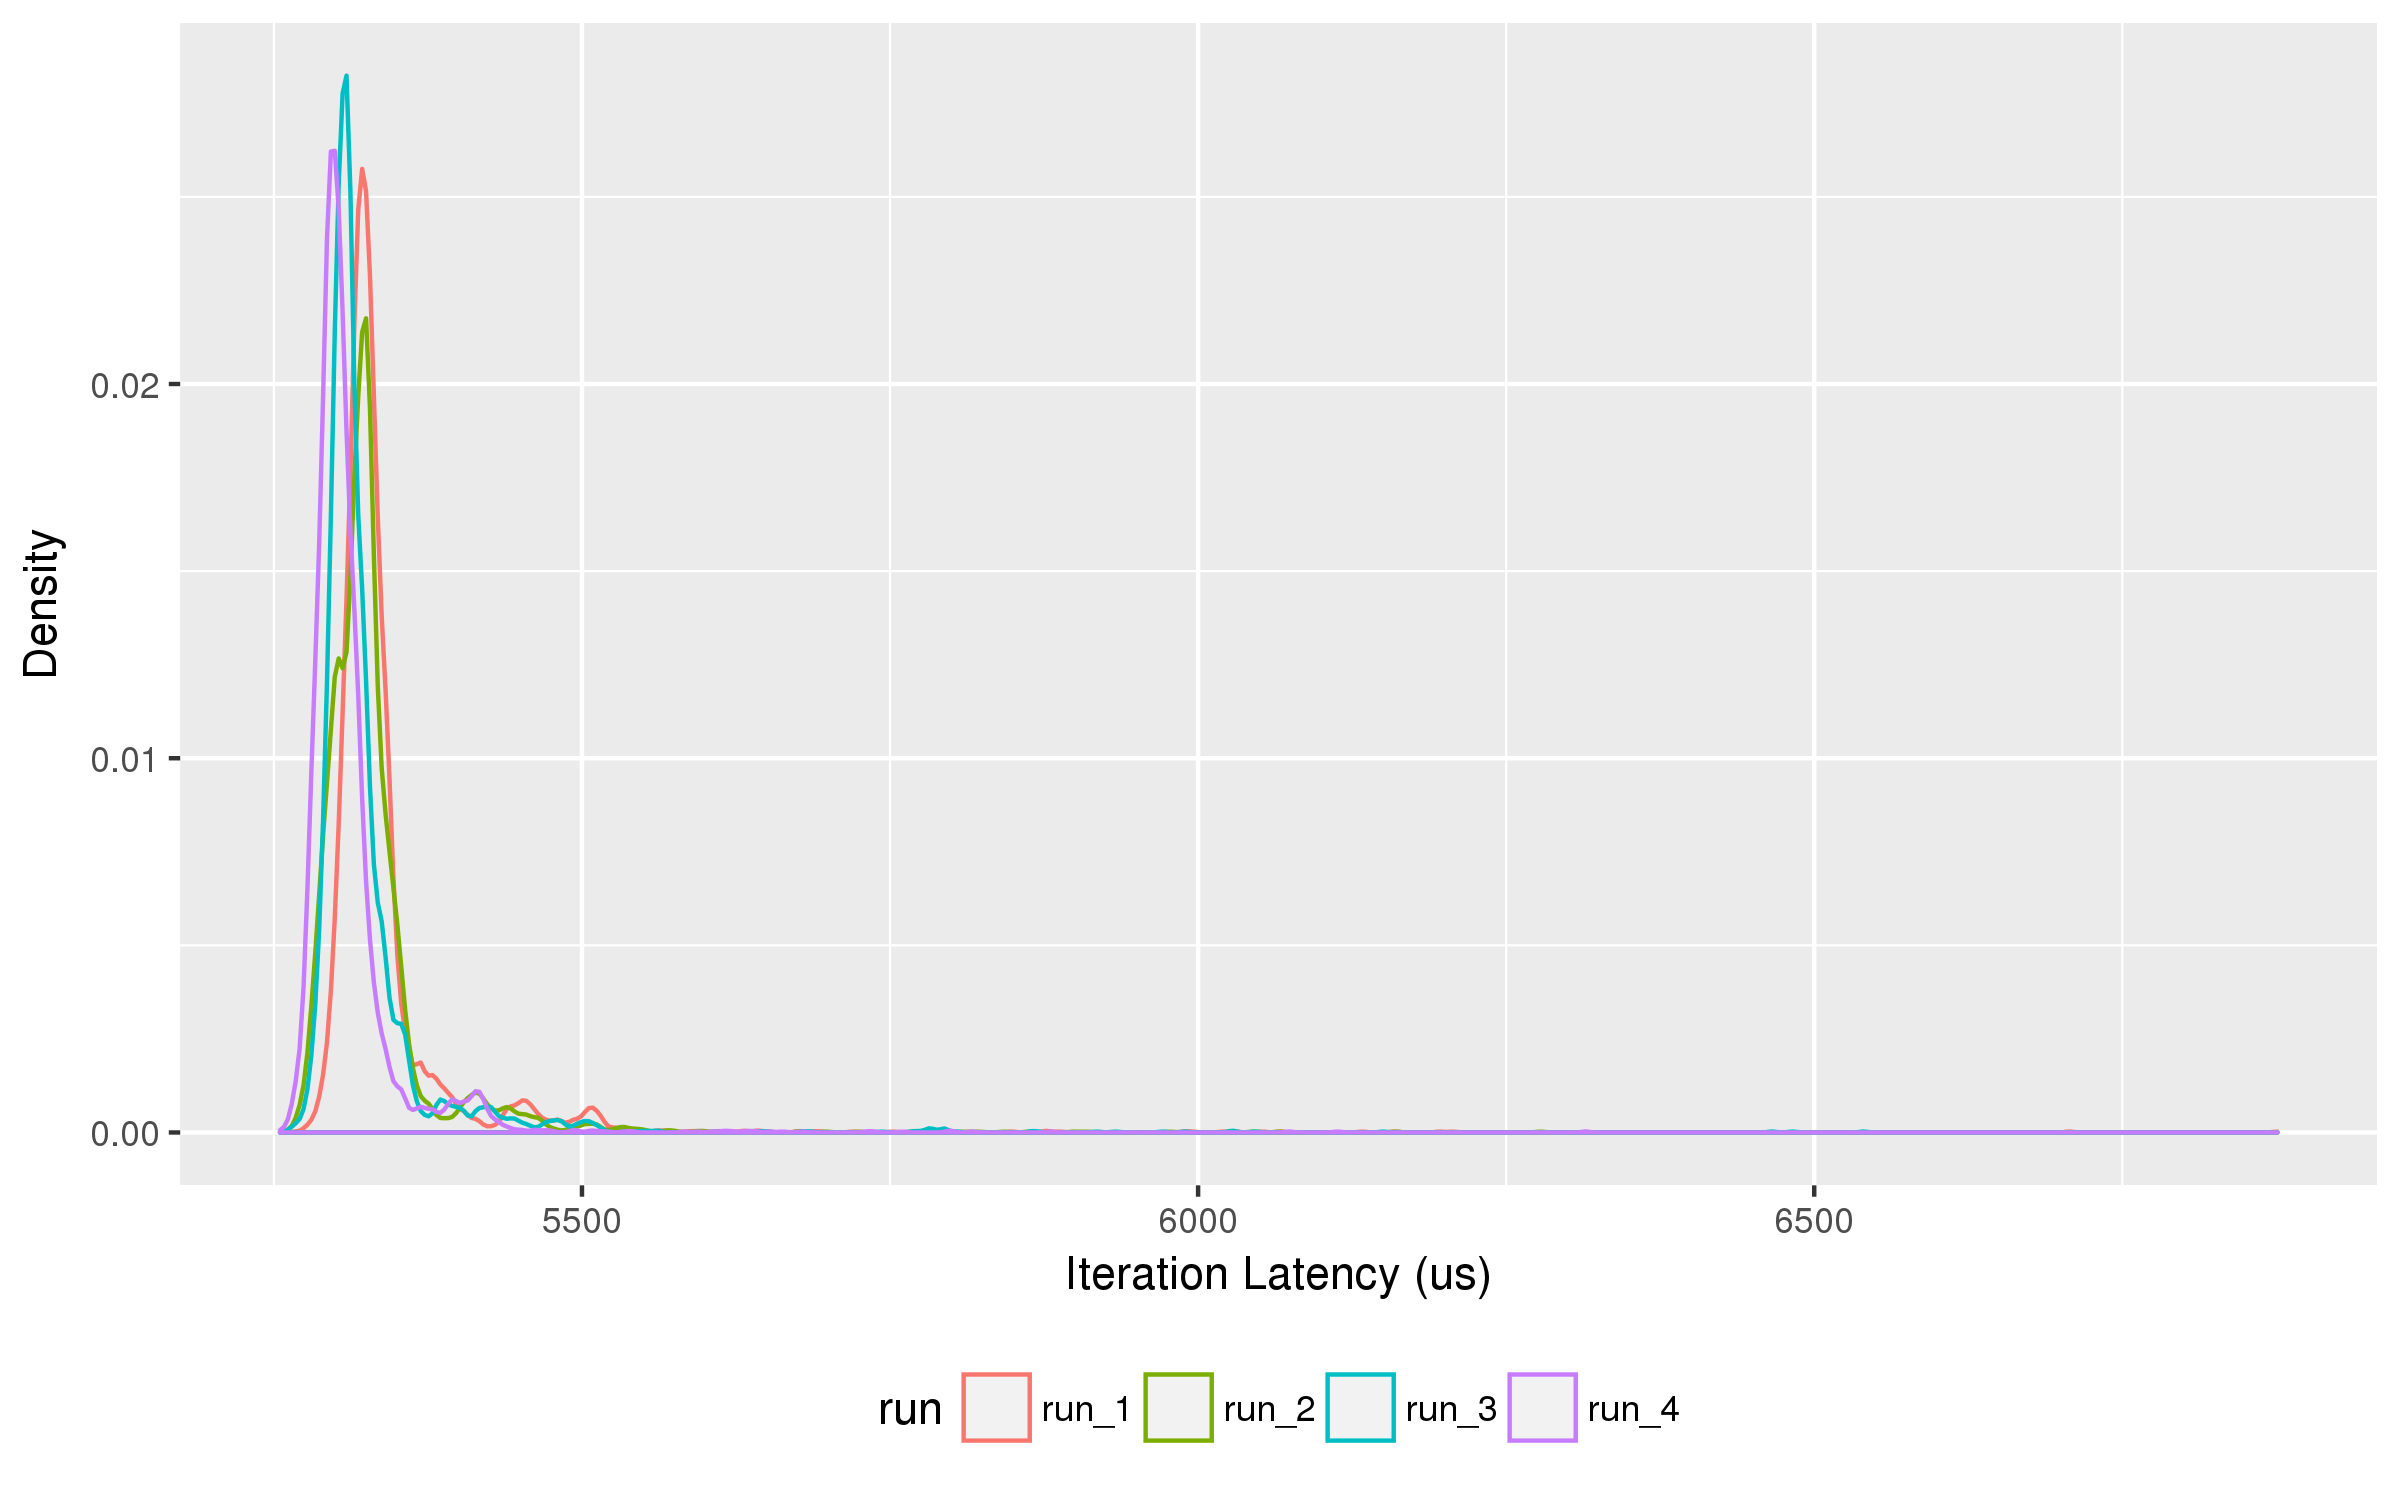 Density
0.02
0.01
0.00
5500 6000 6500
Iteration Latency (us)
run run_1 run_2 run_3 run_4